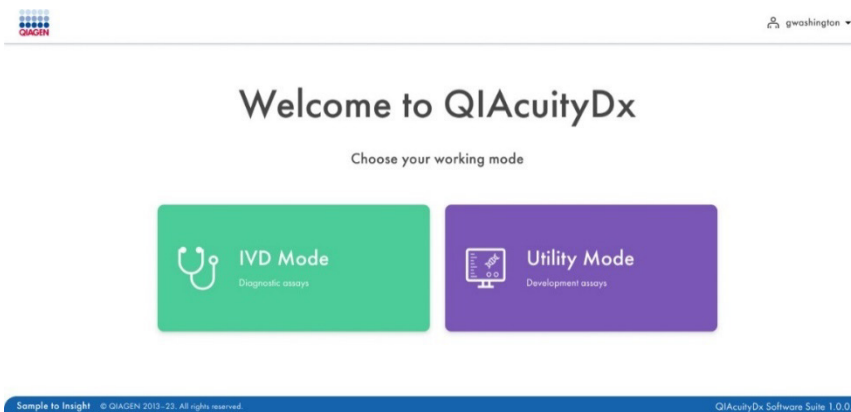 QIAGEN
gwashington
Welcome to QIAcuityDx
Choose your working mode
IVD Mode
Diagnostic assays
Utility Mode
Development assays
Sample to Insight © QIAGEN 2013–23. All rights reserved.
QIAcuityDx Software Suite 1.0.0